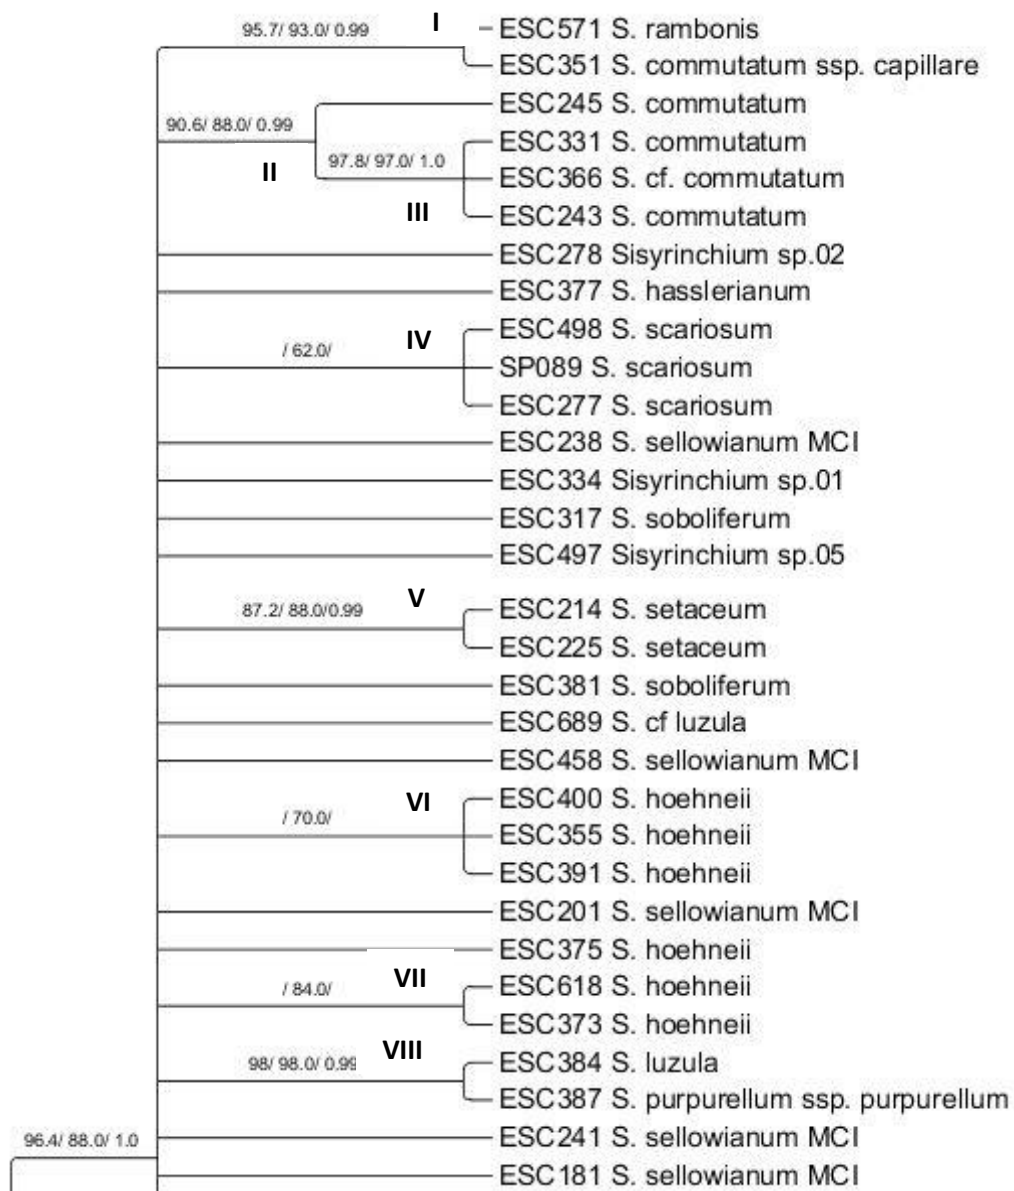 95.7/ 93.0/ 0.99 I ESC571 S. rambonis
ESC351 S. commutatum ssp. capillare
ESC245 S. commutatum
90.6/ 88.0/ 0.99
ESC331 S. commutatum
II 97.8/ 97.0/ 1.0 ESC366 S. cf. commutatum
III ESC243 S. commutatum
ESC278 Sisyrinchium sp.02
ESC377 S. hasslerianum
ESC498 S. scariosum
/ 62.0/ IV
SP089 S. scariosum
ESC277 S. scariosum
ESC238 S. sellowianum MCI
ESC334 Sisyrinchium sp.01
ESC317 S. soboliferum
ESC497 Sisyrinchium sp.05
87.2/ 88.0/0.99 V ESC214 S. setaceum
ESC225 S. setaceum
ESC381 S. soboliferum
ESC689 S. cf luzula
ESC458 S. sellowianum MCI
VI ESC400 S. hoehneii
/ 70.0/
ESC355 S. hoehneii
ESC391 S. hoehneii
ESC201 S. sellowianum MCI
ESC375 S. hoehneii
/ 84.0/ VII ESC618 S. hoehneii
ESC373 S. hoehneii
98/ 98.0/ 0.99 VIII ESC384 S. luzula
ESC387 S. purpurellum ssp. purpurellum
96.4/ 88.0/ 1.0 ESC241 S. sellowianum MCI
ESC181 S. sellowianum MCI